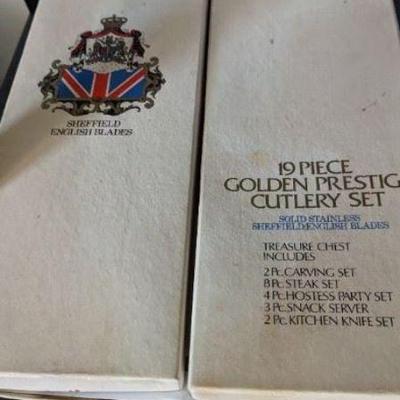 SHEFFIELD
ENGLISH BLADES
19 PIECE
GOLDEN PRESTIG
CUTLERY SET
SOLID STAINLESS
SHEFFIELD/ENGLISH BLADES
TREASURE CHEST
INCLUDES
2 Pc. CARVING SET
8 Pc. STEAK SET
4 Pc. HOSTESS PARTY SET
3 Pc. SNACK SERVER
2 Pc. KITCHEN KNIFE SET